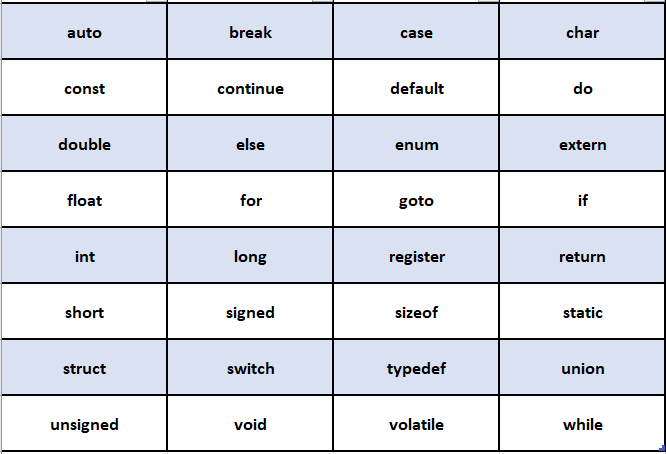 auto break case char
const continue default do
double else enum extern
float for goto if
int long register return
short signed sizeof static
struct switch typedef union
unsigned void volatile while